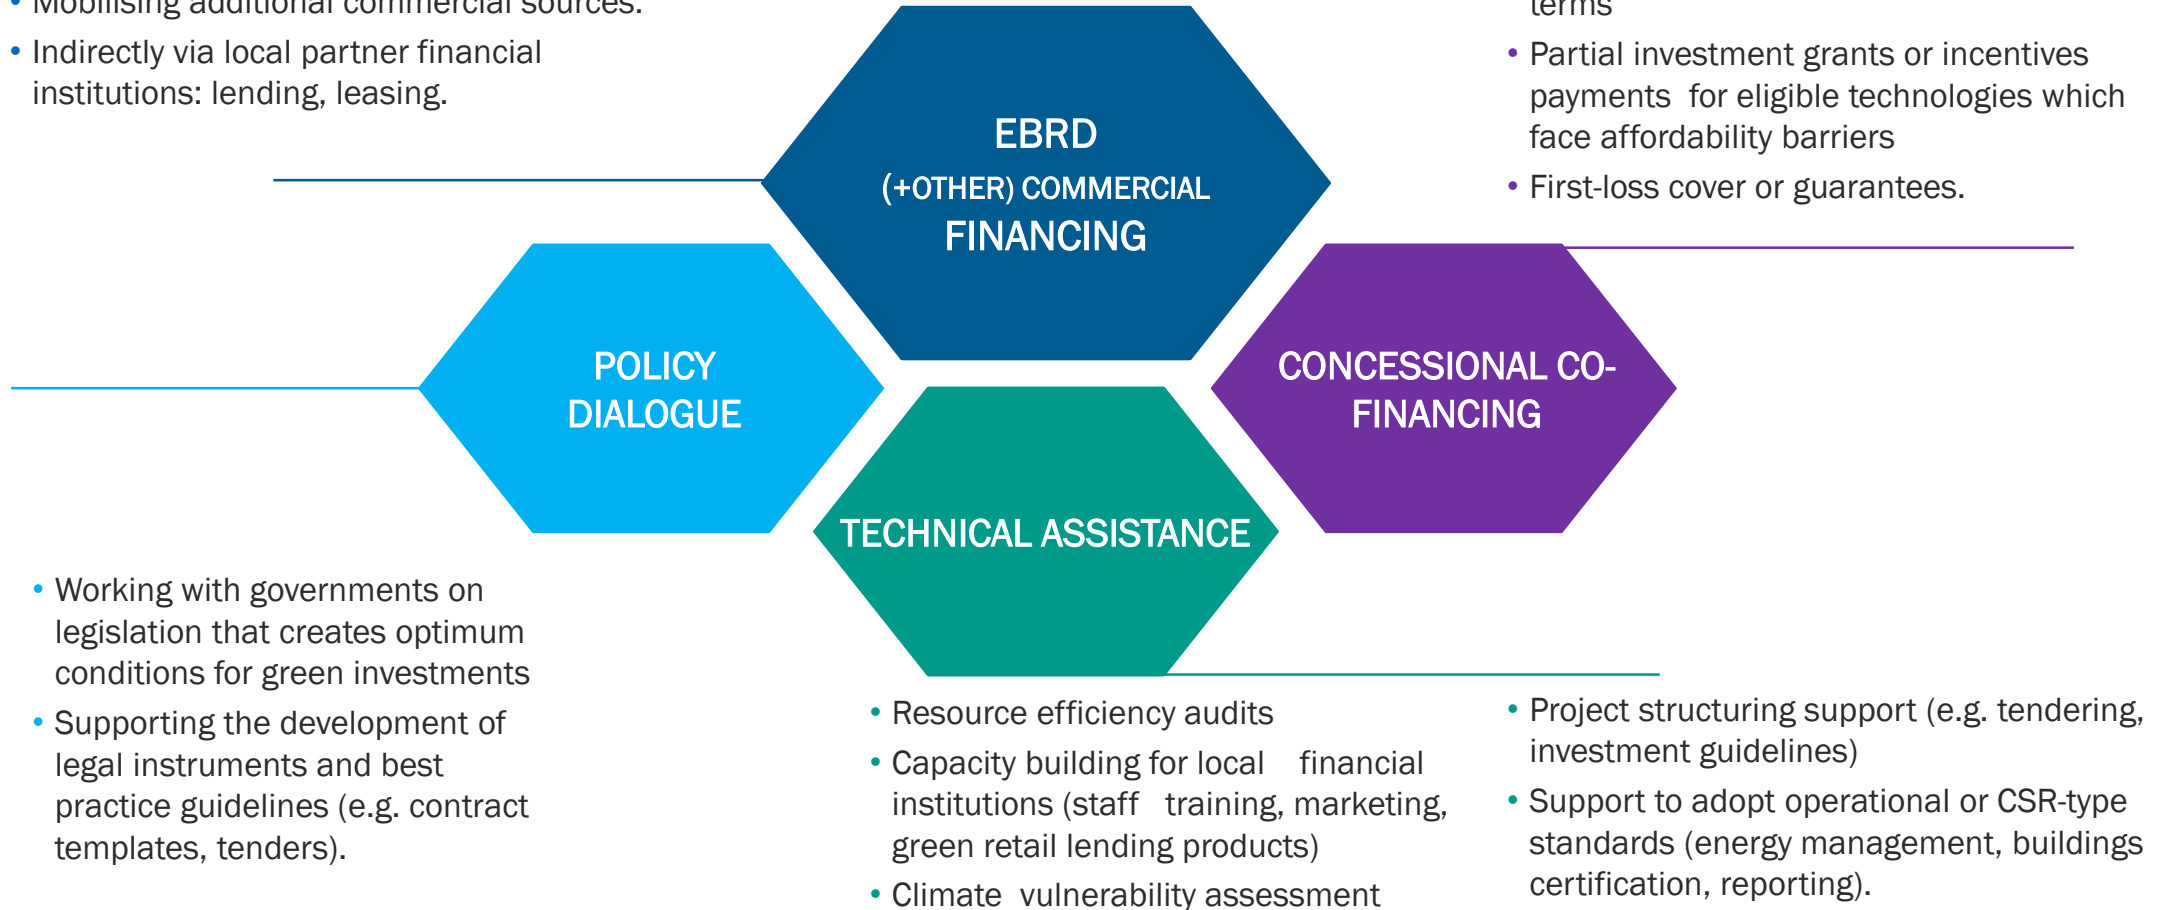 • Mobilising additional commercial sources.
• Indirectly via local partner financial
institutions: lending, leasing.
terms
• Partial investment grants or incentives
payments for eligible technologies which
face affordability barriers
• First-loss cover or guarantees.
EBRD
(+OTHER) COMMERCIAL
FINANCING
POLICY
DIALOGUE
CONCESSIONAL CO-
FINANCING
TECHNICAL ASSISTANCE
• Working with governments on
legislation that creates optimum
conditions for green investments
• Supporting the development of
legal instruments and best
practice guidelines (e.g. contract
templates, tenders).
• Resource efficiency audits
• Capacity building for local financial
institutions (staff training, marketing,
green retail lending products)
• Climate vulnerability assessment
• Project structuring support (e.g. tendering,
investment guidelines)
• Support to adopt operational or CSR-type
standards (energy management, buildings
certification, reporting).